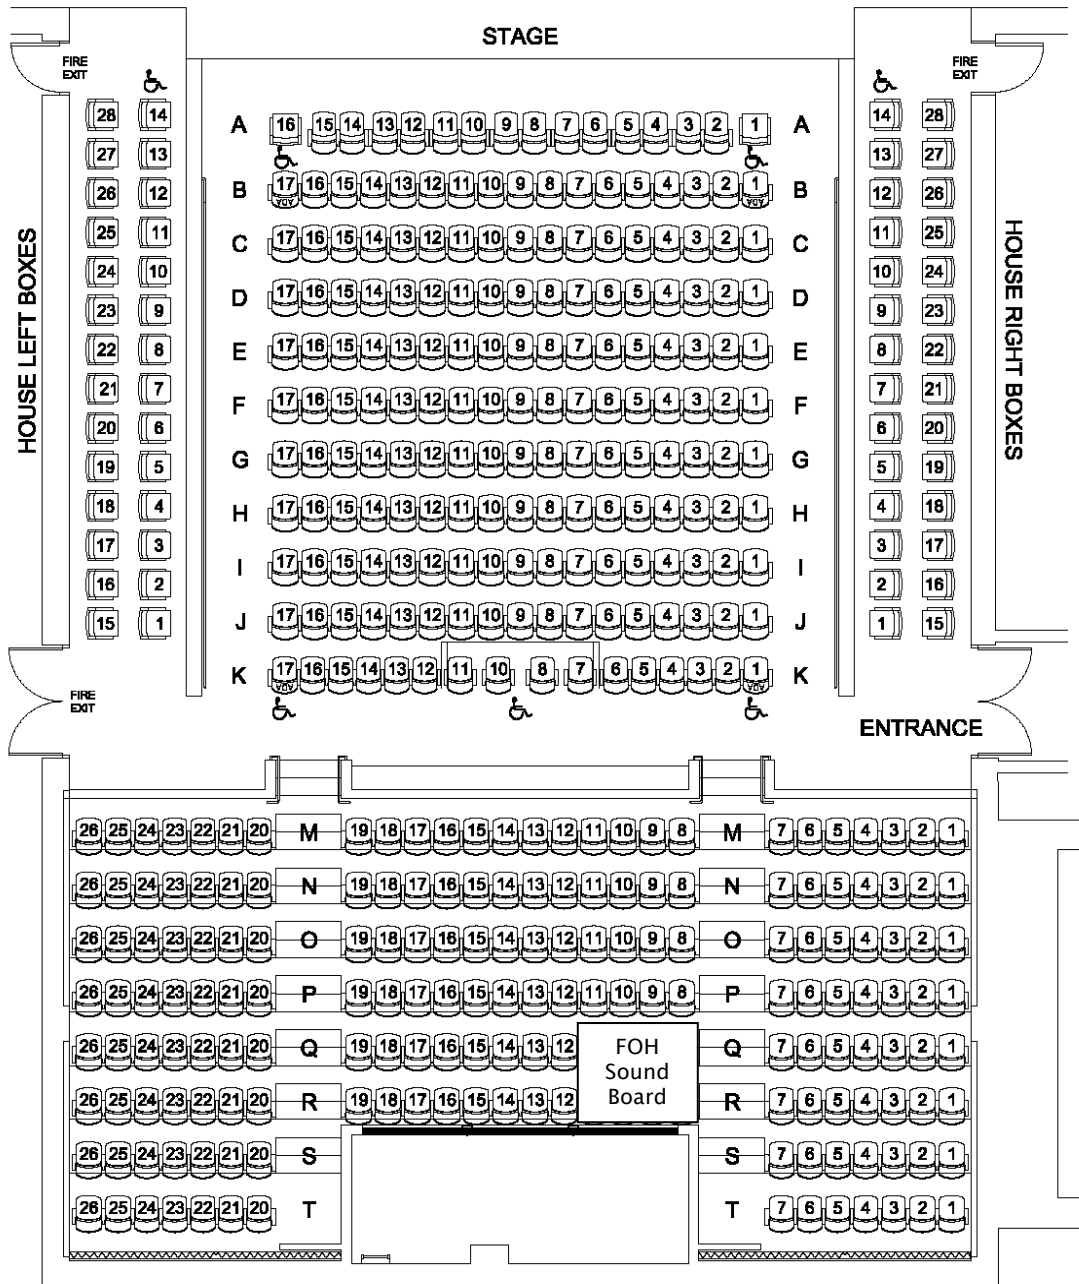 STAGE
FIRE
EXIT
28 14
27 13
26 12
25 11
24 10
23 9
22 8
21 7
20 6
19 5
18 4
17 3
16 2
15 1
HOUSE LEFT BOXES
FIRE
EXIT
A 16 15 14 13 12 11 10 9 8 7 6 5 4 3 2 1 A
B 17 16 15 14 13 12 11 10 9 8 7 6 5 4 3 2 1 B
ADA ADA
C 17 16 15 14 13 12 11 10 9 8 7 6 5 4 3 2 1 C
D 17 16 15 14 13 12 11 10 9 8 7 6 5 4 3 2 1 D
E 17 16 15 14 13 12 11 10 9 8 7 6 5 4 3 2 1 E
F 17 16 15 14 13 12 11 10 9 8 7 6 5 4 3 2 1 F
G 17 16 15 14 13 12 11 10 9 8 7 6 5 4 3 2 1 G
H 17 16 15 14 13 12 11 10 9 8 7 6 5 4 3 2 1 H
I 17 16 15 14 13 12 11 10 9 8 7 6 5 4 3 2 1 I
J 17 16 15 14 13 12 11 10 9 8 7 6 5 4 3 2 1 J
K 17 16 15 14 13 12 11 10 8 7 6 5 4 3 2 1 K
ADA ADA
FIRE
EXIT
14 28
13 27
12 26
11 25
10 24
9 23
8 22
7 21
6 20
5 19
4 18
3 17
2 16
1 15
HOUSE RIGHT BOXES
ENTRANCE
26 25 24 23 22 21 20 M 19 18 17 16 15 14 13 12 11 10 9 8 M 7 6 5 4 3 2 1
26 25 24 23 22 21 20 N 19 18 17 16 15 14 13 12 11 10 9 8 N 7 6 5 4 3 2 1
26 25 24 23 22 21 20 O 19 18 17 16 15 14 13 12 11 10 9 8 O 7 6 5 4 3 2 1
26 25 24 23 22 21 20 P 19 18 17 16 15 14 13 12 11 10 9 8 P 7 6 5 4 3 2 1
26 25 24 23 22 21 20 Q 19 18 17 16 15 14 13 12 Q 7 6 5 4 3 2 1
FOH
Sound
Board
26 25 24 23 22 21 20 R 19 18 17 16 15 14 13 12 R 7 6 5 4 3 2 1
26 25 24 23 22 21 20 S S 7 6 5 4 3 2 1
26 25 24 23 22 21 20 T T 7 6 5 4 3 2 1